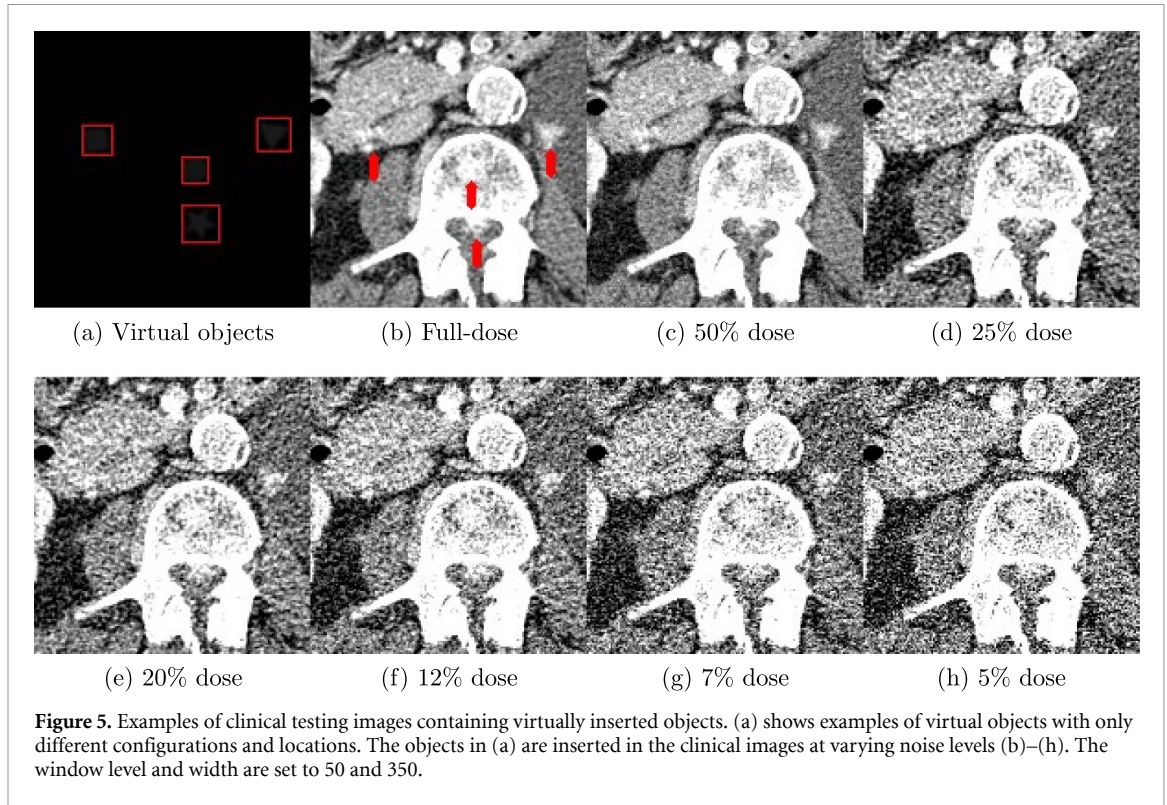 (a) Virtual objects
(b) Full-dose
(c) 50% dose
(d) 25% dose
(e) 20% dose
(f) 12% dose
(g) 7% dose
(h) 5% dose
Figure 5. Examples of clinical testing images containing virtually inserted objects. (a) shows examples of virtual objects with only
different configurations and locations. The objects in (a) are inserted in the clinical images at varying noise levels (b)–(h). The
window level and width are set to 50 and 350.